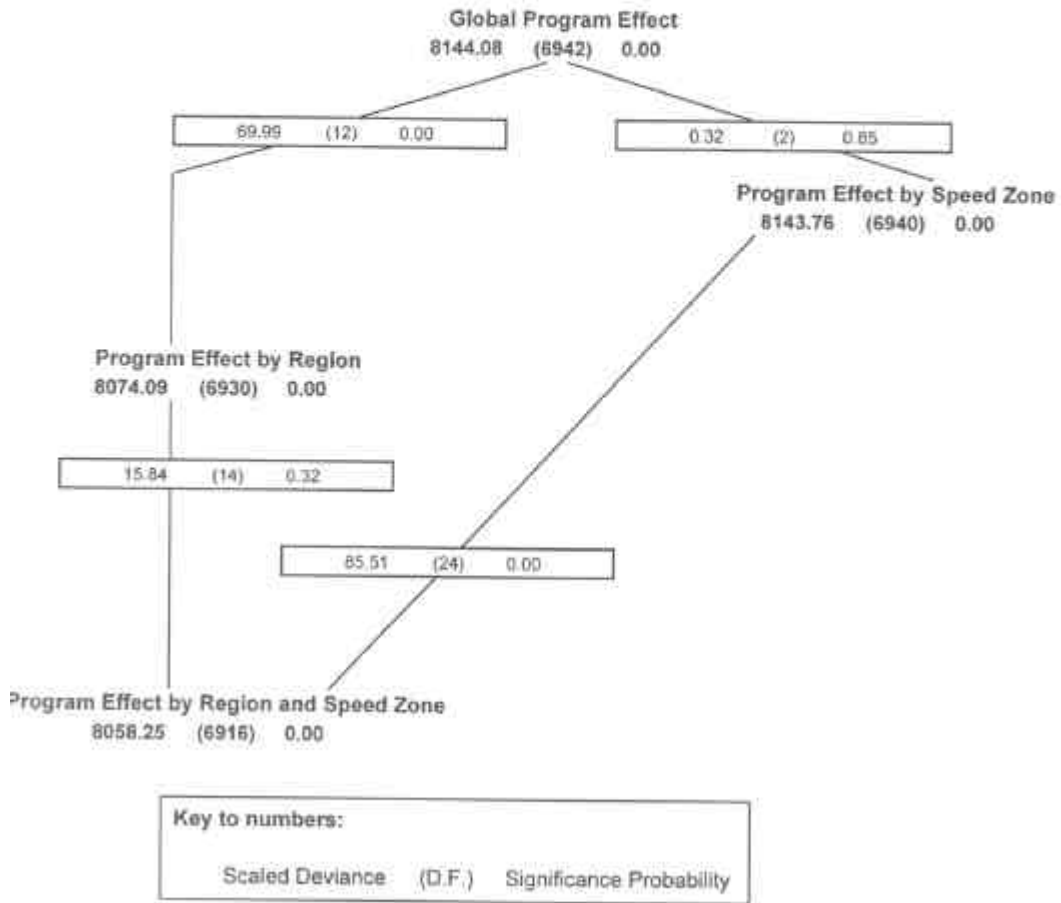 Global Program Effect
8144.08 (6942) 0.00
69.99 (12) 0.00
0.32 (2) 0.85
Program Effect by Speed Zone
8143.76 (6940) 0.00
Program Effect by Region
8074.09 (6930) 0.00
15.84 (14) 0.32
85.51 (24) 0.00
Program Effect by Region and Speed Zone
8058.25 (6916) 0.00
Key to numbers:
Scaled Deviance (D.F.) Significance Probability